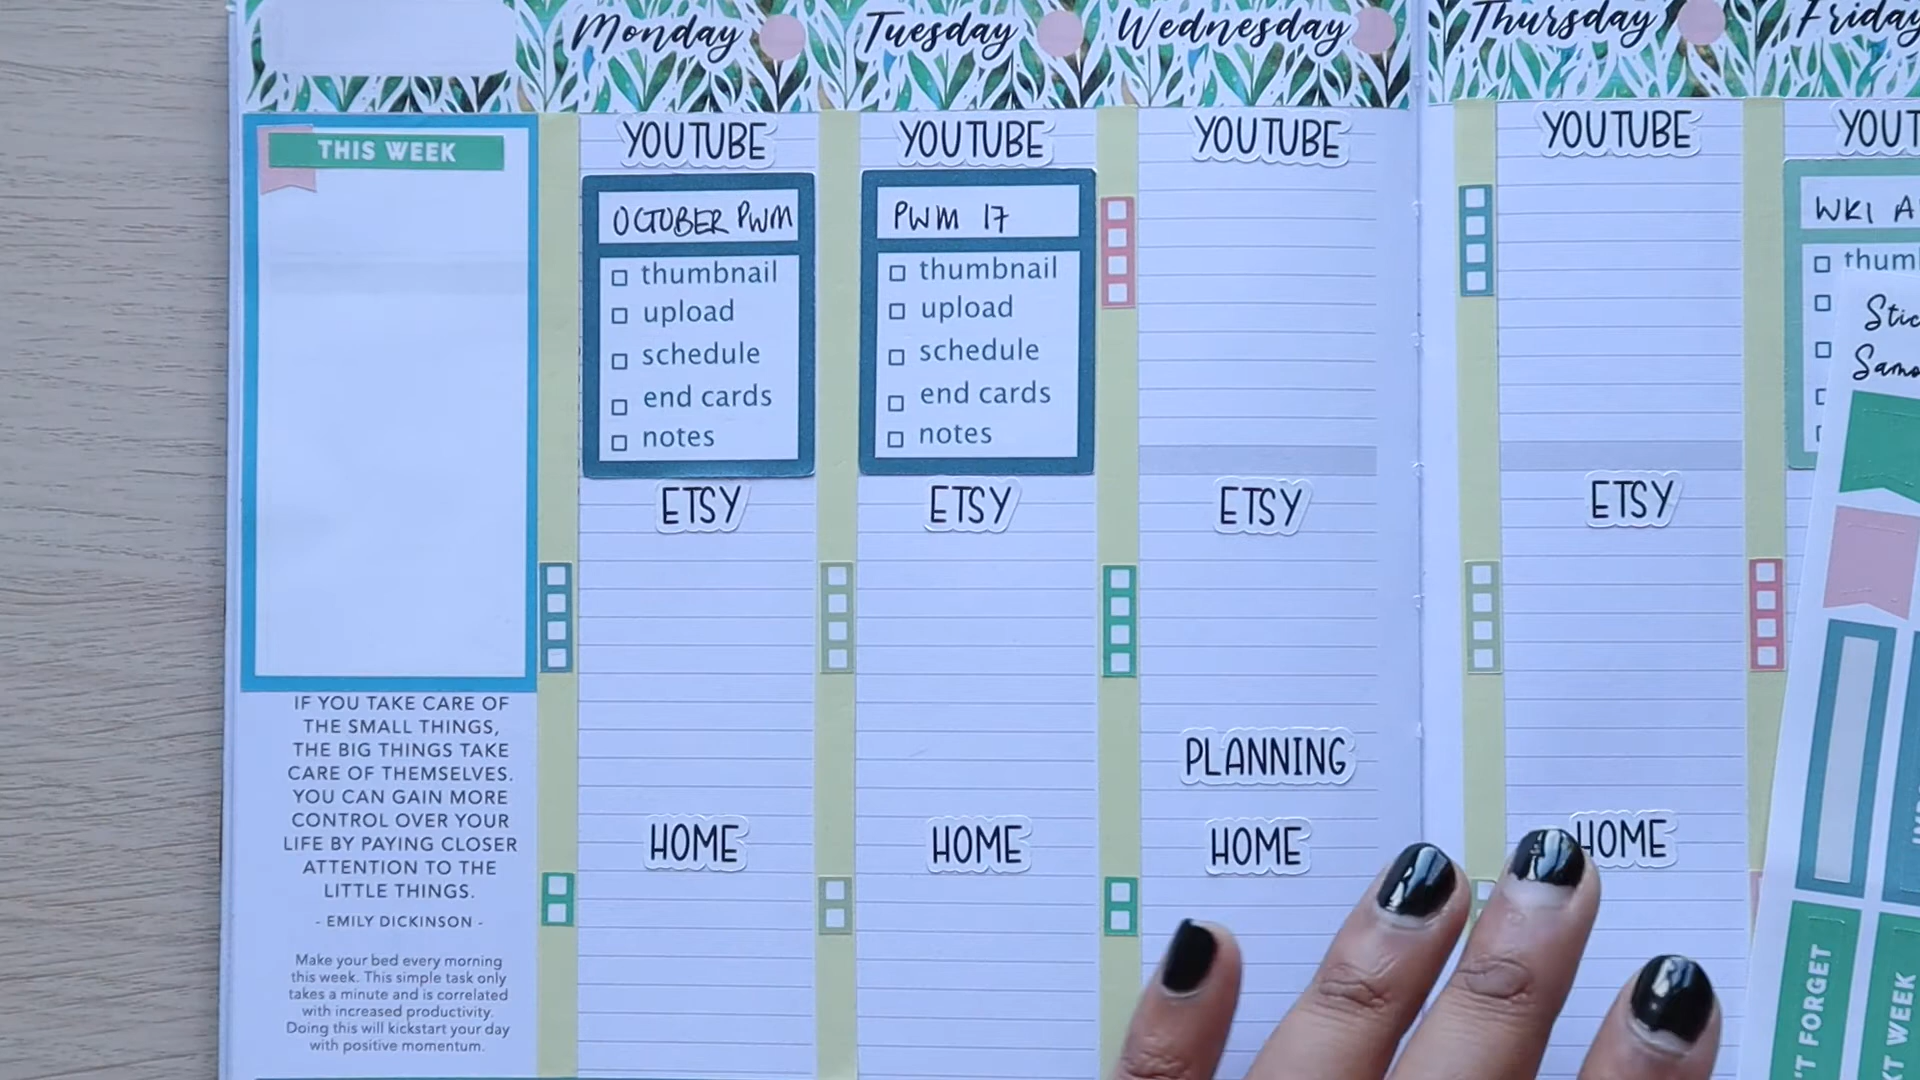 Monday
Tuesday
Wednesday
Thursday
THIS WEEK
IF YOU TAKE CARE OF
THE SMALL THINGS,
THE BIG THINGS TAKE
CARE OF THEMSELVES.
YOU CAN GAIN MORE
CONTROL OVER YOUR
LIFE BY PAYING CLOSER
ATTENTION TO THE
LITTLE THINGS.
- EMILY DICKINSON -
Make your bed every morning
this week. This simple task only
takes a minute and is correlated
with increased productivity.
Doing this will kickstart your day
with positive momentum.
YOUTUBE
OCTOBER PWM
thumbnail
upload
schedule
end cards
notes
ETSY
HOME
YOUTUBE
PWM 17
thumbnail
upload
schedule
end cards
notes
ETSY
HOME
YOUTUBE
ETSY
PLANNING
HOME
YOUTUBE
ETSY
HOME
WK1
WEEK